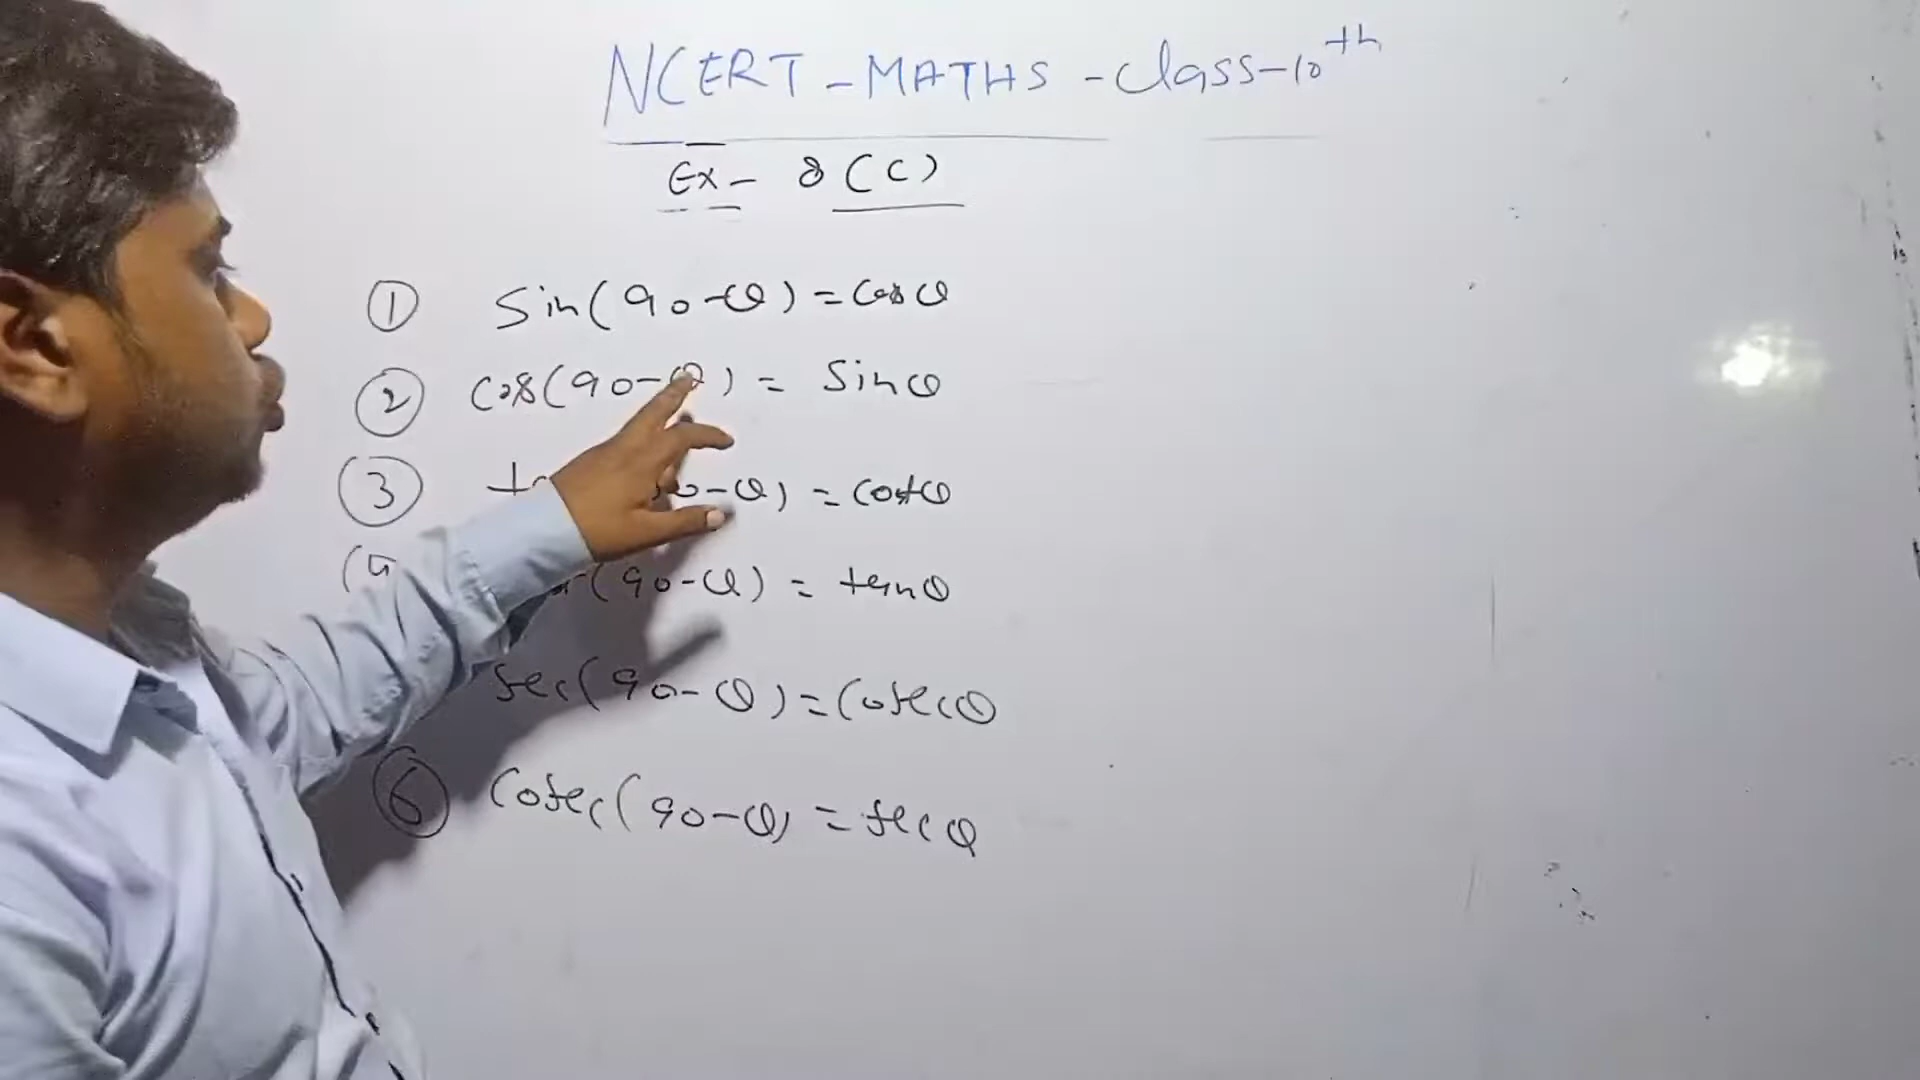 NCERT - MATHS - Class - 10th
Ex - 8 (C)
① Sin(90-θ) = Cosθ
② Cos(90-θ) = Sinθ
③ -θ) = Cotθ
(90-θ) = tanθ
Sec(90-θ) = Cosecθ
⑥ Cosec(90-θ) = Secθ